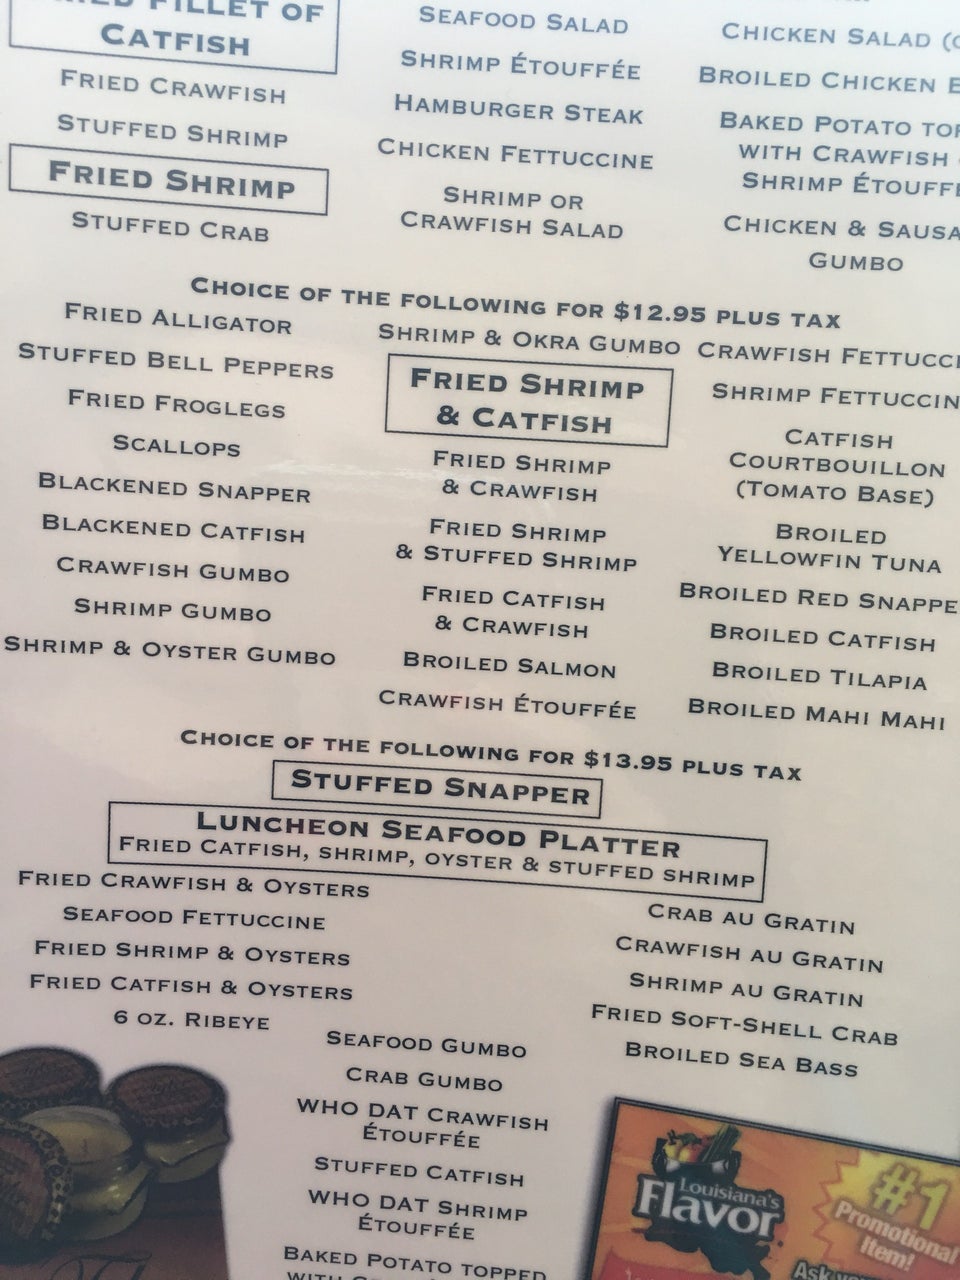 FILLET OF
CATFISH
FRIED CRAWFISH
STUFFED SHRIMP
FRIED SHRIMP
STUFFED CRAB
SEAFOOD SALAD
SHRIMP ÉTOUFFÉE
HAMBURGER STEAK
CHICKEN FETTUCCINE
SHRIMP OR
CRAWFISH SALAD
CHICKEN SALAD
BROILED CHICKEN
BAKED POTATO
WITH CRAWFISH
SHRIMP
CHICKEN &
GUMBO
CHOICE OF THE FOLLOWING FOR $12.95 PLUS TAX
FRIED ALLIGATOR
STUFFED BELL PEPPERS
FRIED FROGLEGS
SCALLOPS
BLACKENED SNAPPER
BLACKENED CATFISH
CRAWFISH GUMBO
SHRIMP GUMBO
SHRIMP & OYSTER GUMBO
SHRIMP & OKRA GUMBO
FRIED SHRIMP
& CATFISH
FRIED SHRIMP
& CRAWFISH
FRIED SHRIMP
& STUFFED SHRIMP
FRIED CATFISH
& CRAWFISH
BROILED SALMON
CRAWFISH ÉTOUFFÉE
CRAWFISH
SHRIMP
CATFISH
COURTBOUILLON
(TOMATO BASE)
BROILED
YELLOWFIN TUNA
BROILED RED
BROILED CATFISH
BROILED TILAPIA
BROILED MAHI MAHI
CHOICE OF THE FOLLOWING FOR $13.95 PLUS TAX
STUFFED SNAPPER
LUNCHEON SEAFOOD PLATTER
FRIED CATFISH, SHRIMP, OYSTER & STUFFED SHRIMP
FRIED CRAWFISH & OYSTERS
SEAFOOD FETTUCCINE
FRIED SHRIMP & OYSTERS
FRIED CATFISH & OYSTERS
6 OZ. RIBEYE
CRAB AU GRATIN
CRAWFISH AU GRATIN
SHRIMP AU GRATIN
FRIED SOFT-SHELL CRAB
BROILED SEA BASS
SEAFOOD GUMBO
CRAB GUMBO
WHO DAT CRAWFISH
ÉTOUFFÉE
STUFFED CATFISH
WHO DAT SHRIMP
ÉTOUFFÉE
BAKED POTATO TOPPED
Louisiana's
Flavor
#1
Promotional
Item!